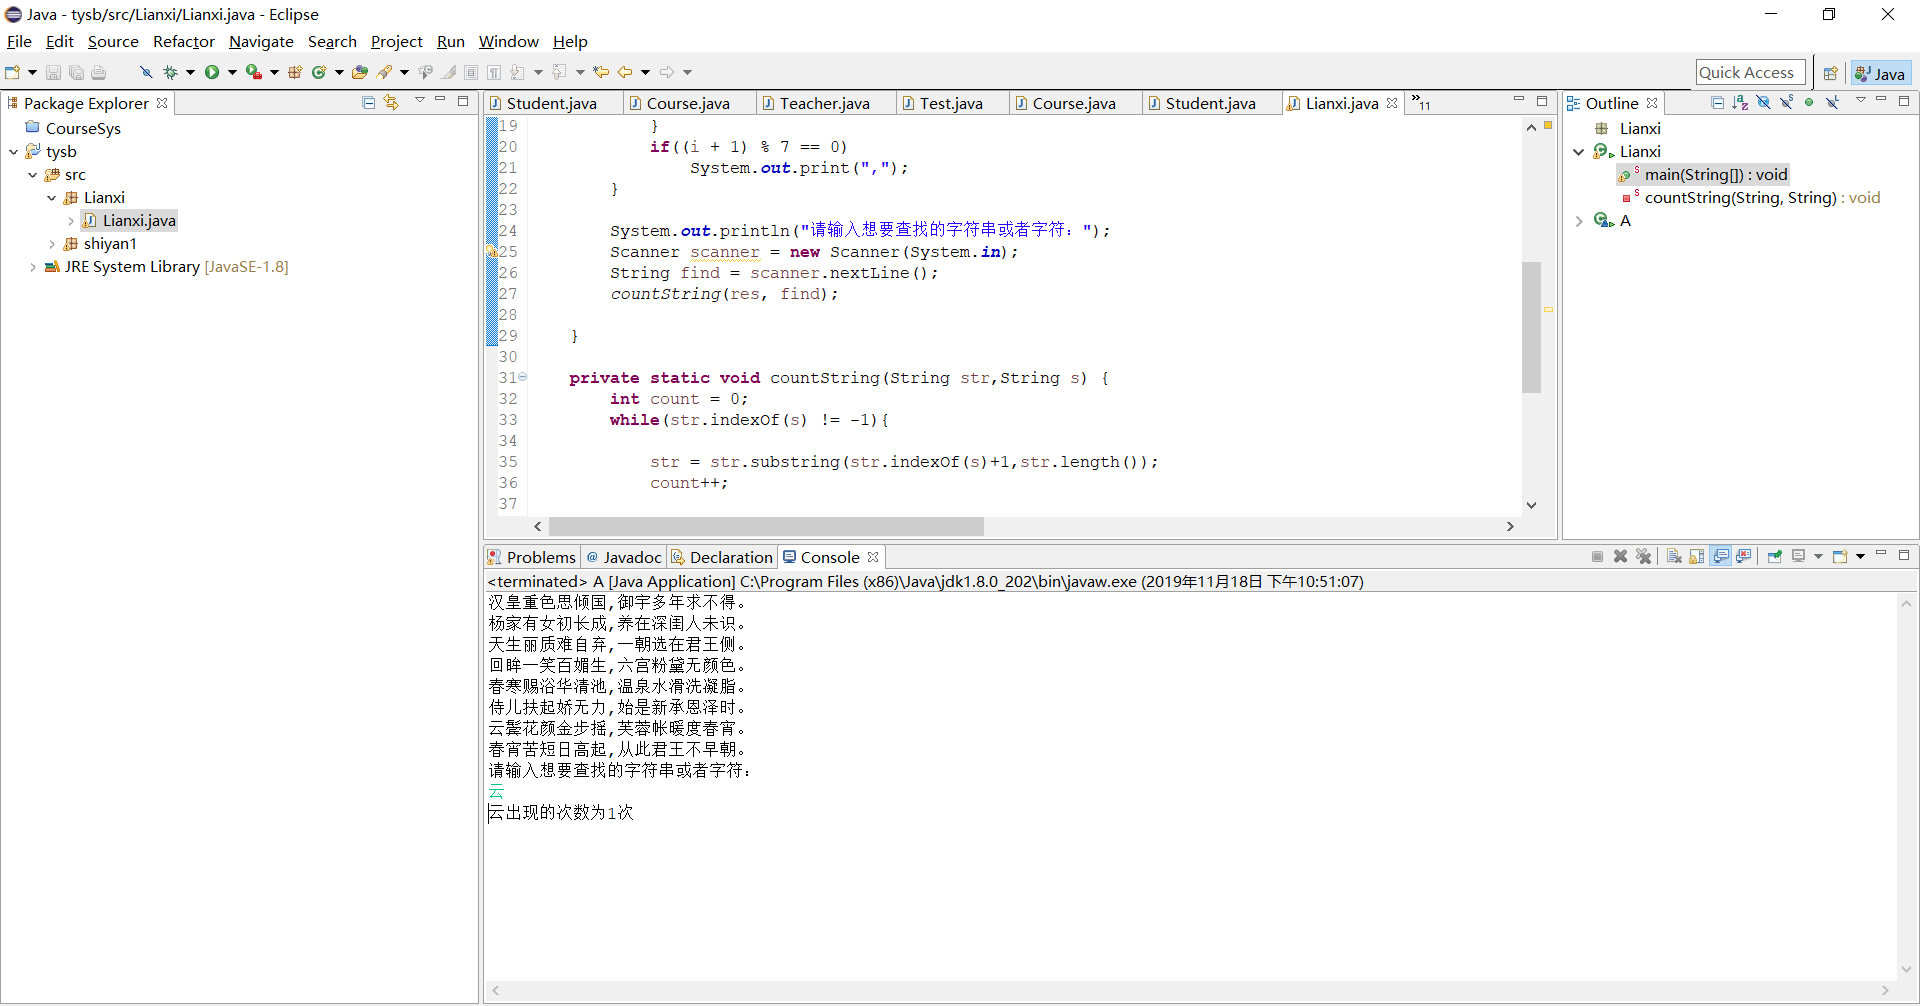 Java - tysb/src/Lianxi/Lianxi.java - Eclipse
File Edit Source Refactor Navigate Search Project Run Window Help
Quick Access
Java
Package Explorer
CourseSys
tysb
src
Lianxi
Lianxi.java
shiyan1
JRE System Library [JavaSE-1.8]
Student.java Course.java Teacher.java Test.java Course.java Student.java Lianxi.java »11
19 }
20 if((i + 1) % 7 == 0)
21 System.out.print(",");
22 }
23
24 System.out.println("请输入想要查找的字符串或者字符：");
25 Scanner scanner = new Scanner(System.in);
26 String find = scanner.nextLine();
27 countString(res, find);
28
29 }
30
31 private static void countString(String str,String s) {
32 int count = 0;
33 while(str.indexOf(s) != -1){
34
35 str = str.substring(str.indexOf(s)+1,str.length());
36 count++;
37
Outline
Lianxi
Lianxi
main(String[]) : void
countString(String, String) : void
A
Problems @ Javadoc Declaration Console
<terminated> A [Java Application] C:\Program Files (x86)\Java\jdk1.8.0_202\bin\javaw.exe (2019年11月18日 下午10:51:07)
汉皇重色思倾国,御宇多年求不得。
杨家有女初长成,养在深闺人未识。
天生丽质难自弃,一朝选在君王侧。
回眸一笑百媚生,六宫粉黛无颜色。
春寒赐浴华清池,温泉水滑洗凝脂。
侍儿扶起娇无力,始是新承恩泽时。
云鬓花颜金步摇,芙蓉帐暖度春宵。
春宵苦短日高起,从此君王不早朝。
请输入想要查找的字符串或者字符：
云
云出现的次数为1次